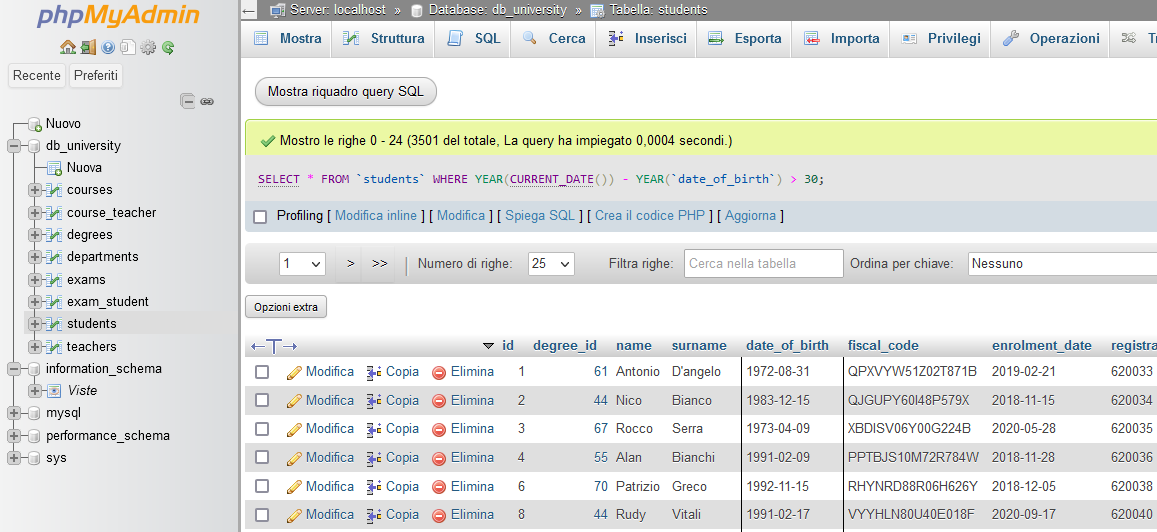 phpMyAdmin
Server: localhost » Database: db_university » Tabella: students
Mostra Struttura SQL Cerca Inserisci Esporta Importa Privilegi Operazioni
Recente Preferiti
Mostra riquadro query SQL
Nuovo
db_university
Nuova
courses
course_teacher
degrees
departments
exams
exam_student
students
teachers
information_schema
Viste
mysql
performance_schema
sys
Mostro le righe 0 - 24 (3501 del totale, La query ha impiegato 0,0004 secondi.)
SELECT * FROM `students` WHERE YEAR(CURRENT_DATE()) - YEAR(`date_of_birth`) > 30;
Profiling [ Modifica inline ] [ Modifica ] [ Spiega SQL ] [ Crea il codice PHP ] [ Aggiorna ]
1 > >> | Numero di righe: 25 Filtra righe: Cerca nella tabella Ordina per chiave: Nessuno
Opzioni extra
←T→ id degree_id name surname date_of_birth fiscal_code enrolment_date registra
Modifica Copia Elimina 1 61 Antonio D'angelo 1972-08-31 QPXVYW51Z02T871B 2019-02-21 620033
Modifica Copia Elimina 2 44 Nico Bianco 1983-12-15 QJGUPY60I48P579X 2018-11-15 620034
Modifica Copia Elimina 3 67 Rocco Serra 1973-04-09 XBDISV06Y00G224B 2020-05-28 620035
Modifica Copia Elimina 4 55 Alan Bianchi 1991-02-09 PPTBJS10M72R784W 2018-11-28 620036
Modifica Copia Elimina 6 70 Patrizio Greco 1992-11-15 RHYNRD88R06H626Y 2018-12-05 620038
Modifica Copia Elimina 8 44 Rudy Vitali 1991-02-17 VYYHLN80U40E018F 2020-09-17 620040